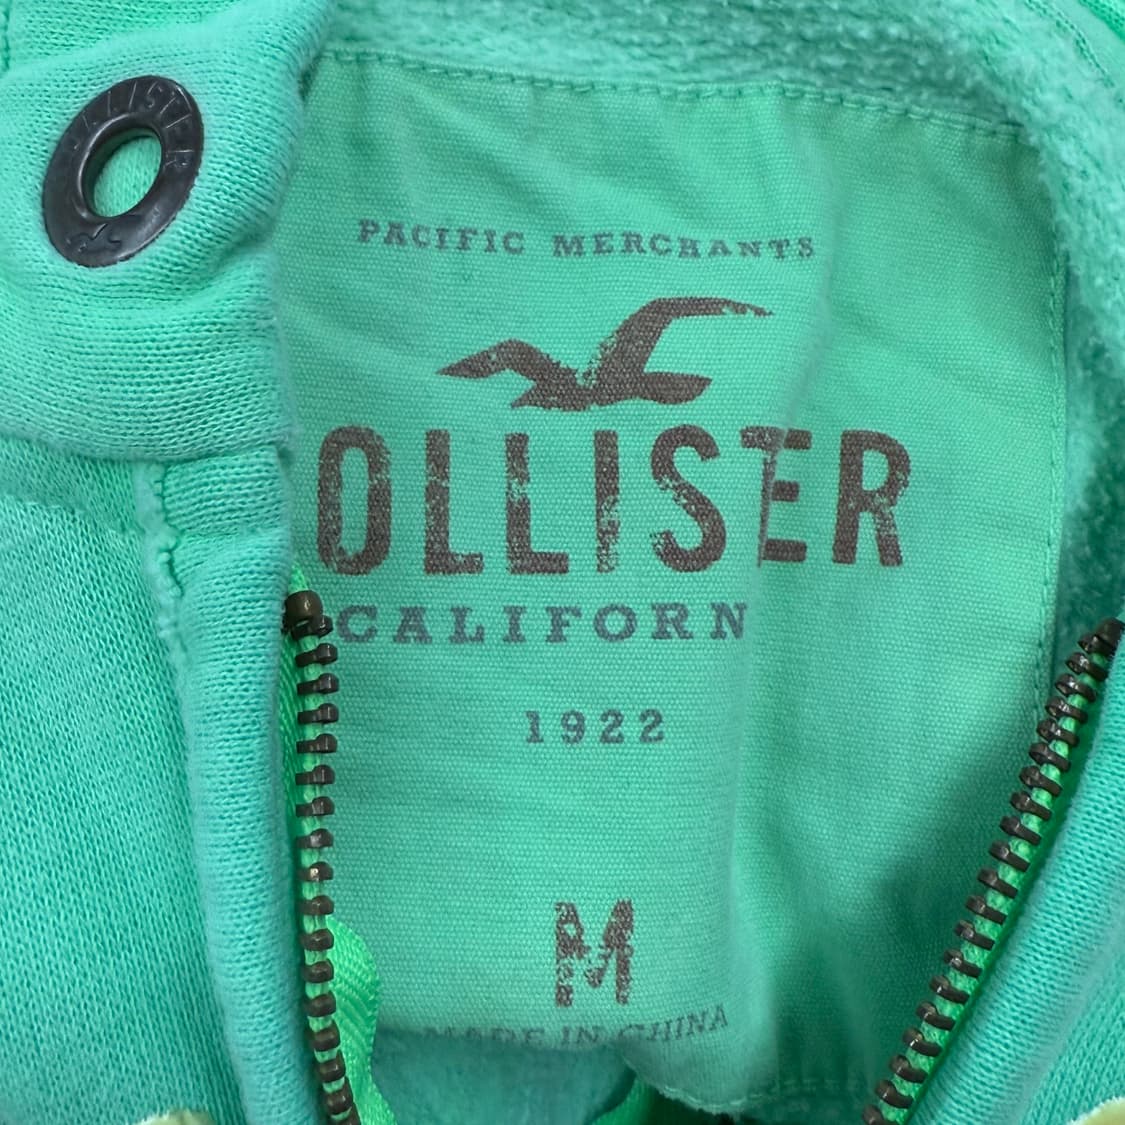 PACIFIC MERCHANTS
OLLISER
CALIFORN
1922
M
MADE IN CHINA